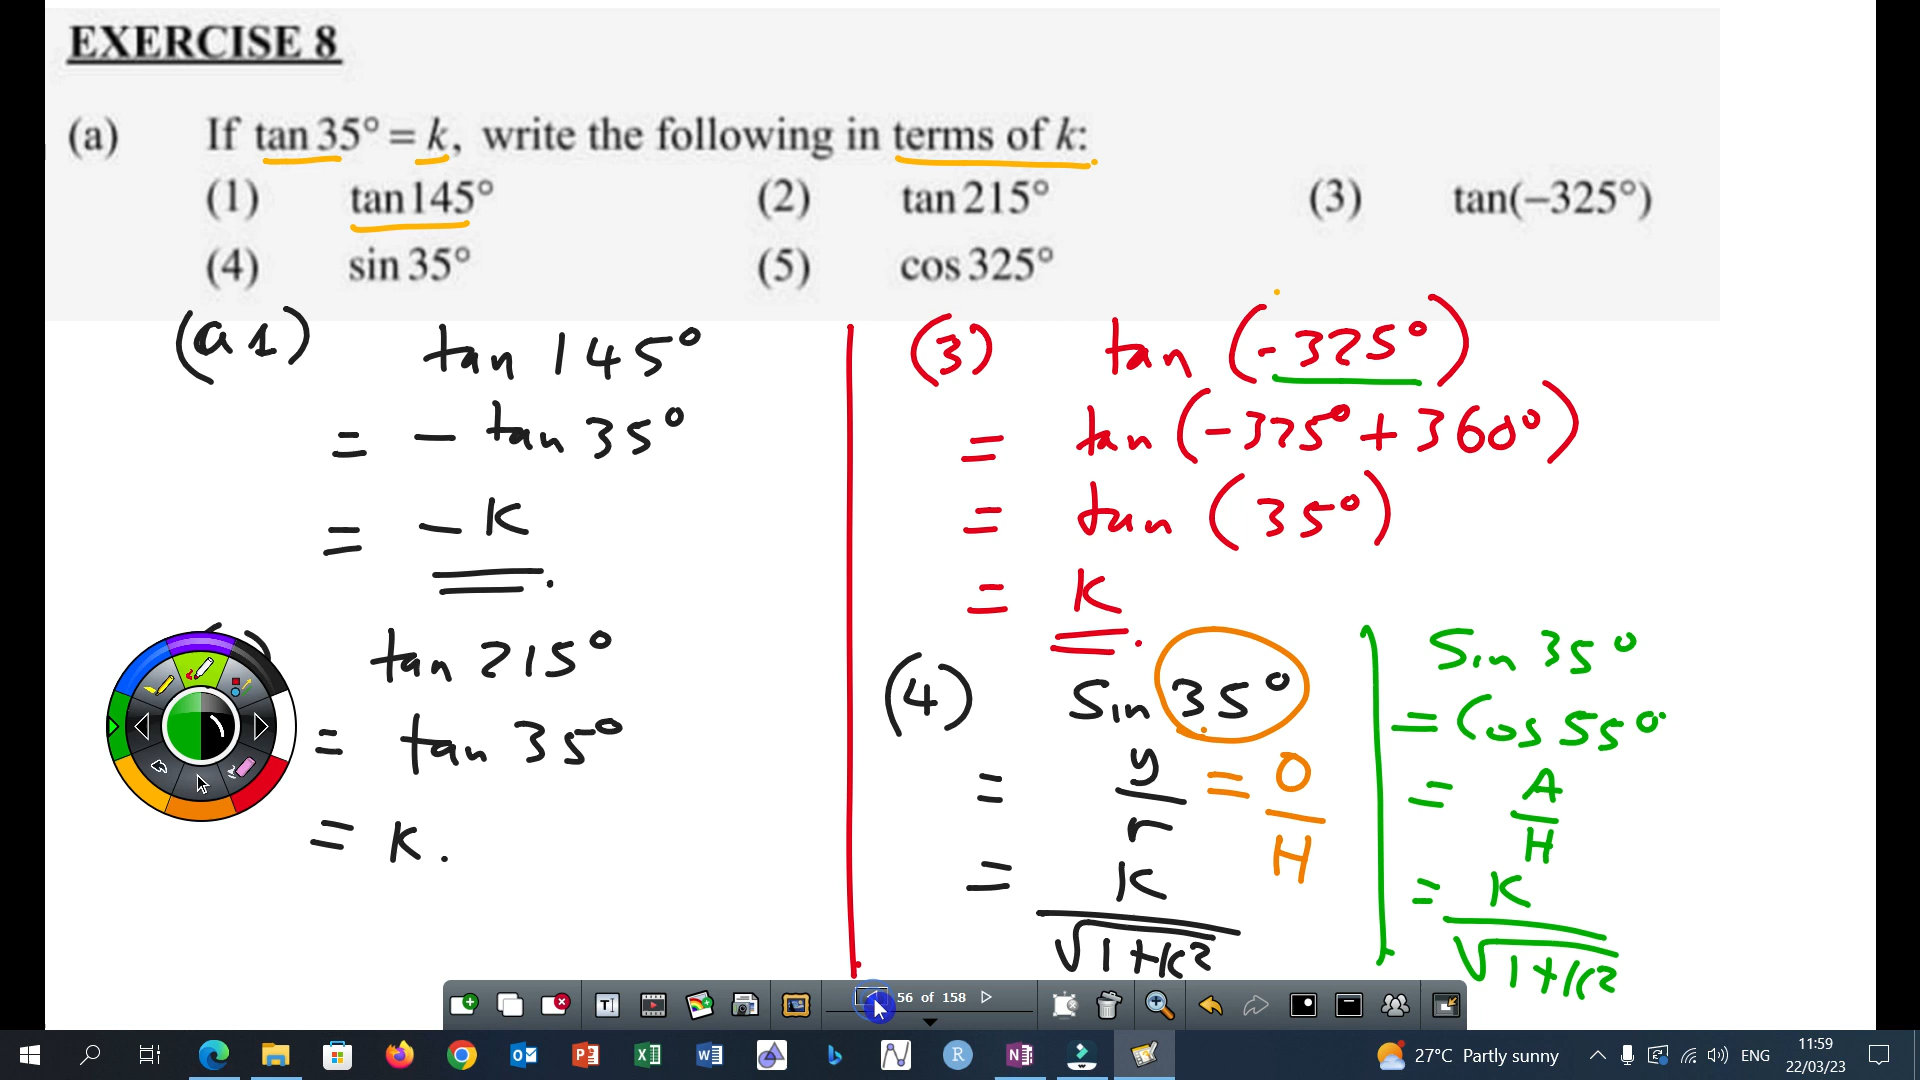 EXERCISE 8
(a) If tan 35° = k, write the following in terms of k:
(1) tan 145° (2) tan 215° (3) tan(−325°)
(4) sin 35° (5) cos 325°
(a1) tan 145°
= − tan 35°
= − k
tan 215°
= tan 35°
= k.
(3) tan (-325°)
= tan (-325° + 360°)
= tan (35°)
= k
(4) Sin 35°
= y/r = O/H
= k/√1+k²
Sin 35°
= Cos 55°
= A/H
= k/√1+k²
56 of 158
27°C Partly sunny
ENG
11:59
22/03/23